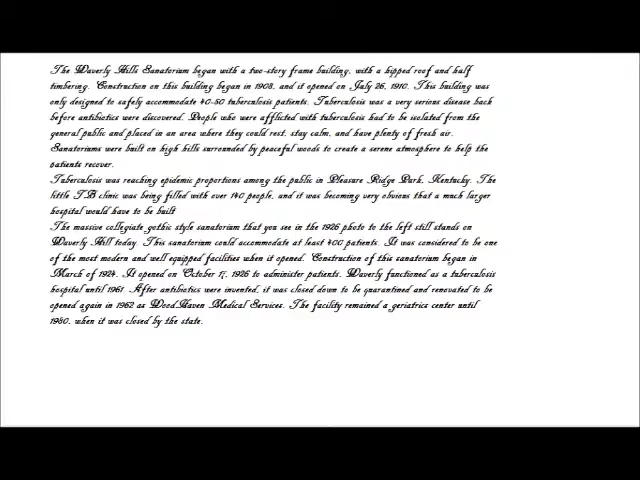 The Waverly Hills Sanatorium began with a two-story frame building, with a hipped roof and half
timbering. Construction on this building began in 1908, and it opened on July 26, 1910. This building was
only designed to safely accommodate 40-50 tuberculosis patients. Tuberculosis was a very serious disease back
before antibiotics were discovered. People who were afflicted with tuberculosis had to be isolated from the
general public and placed in an area where they could rest, stay calm, and have plenty of fresh air.
Sanatoriums were built on high hills surrounded by peaceful woods to create a serene atmosphere to help the
patients recover.
Tuberculosis was reaching epidemic proportions among the public in Pleasure Ridge Park, Kentucky. The
little TB clinic was being filled with over 140 people, and it was becoming very obvious that a much larger
hospital would have to be built
The massive collegiate gothic style sanatorium that you see in the 1926 photo to the left still stands on
Waverly Hill today. This sanatorium could accommodate at least 400 patients. It was considered to be one
of the most modern and well equipped facilities when it opened. Construction of this sanatorium began in
March of 1924. It opened on October 17, 1926 to administer patients. Waverly functioned as a tuberculosis
hospital until 1961. After antibiotics were invented, it was closed down to be quarantined and renovated to be
opened again in 1962 as WoodHaven Medical Services. The facility remained a geriatrics center until
1980, when it was closed by the state.